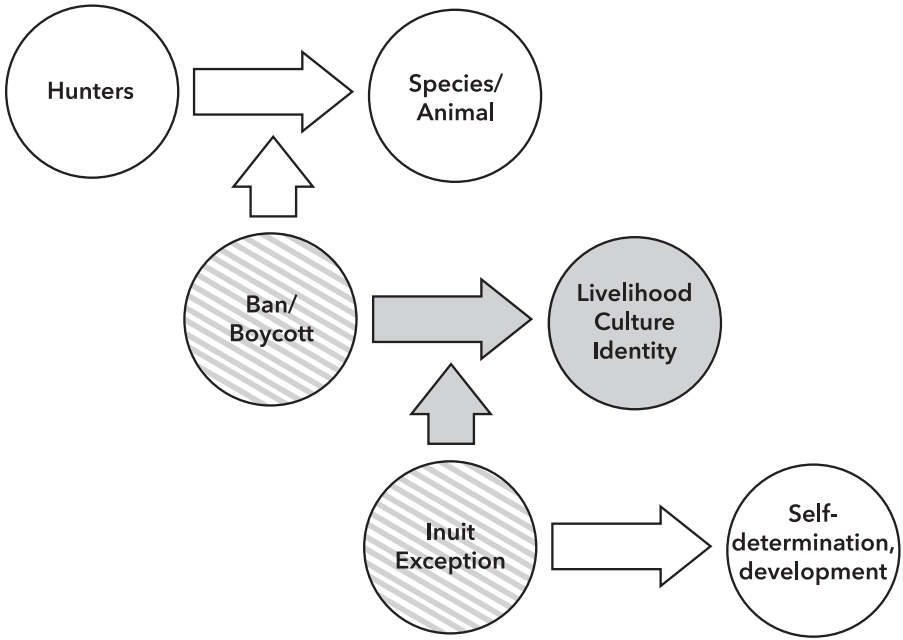 Hunters
Species/
Animal
Ban/
Boycott
Livelihood
Culture
Identity
Inuit
Exception
Self-
determination,
development